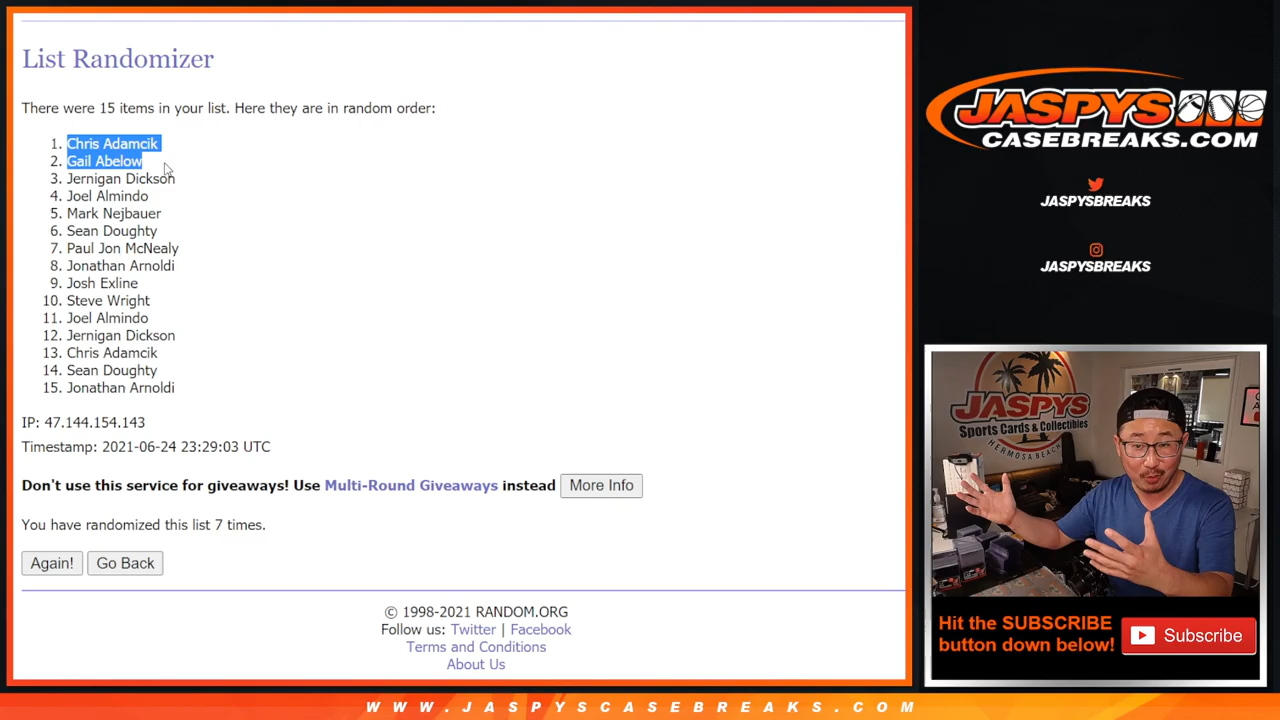 List Randomizer
There were 15 items in your list. Here they are in random order:
1. Chris Adamcik
2. Gail Abelow
3. Jernigan Dickson
4. Joel Almindo
5. Mark Nejbauer
6. Sean Doughty
7. Paul Jon McNealy
8. Jonathan Arnoldi
9. Josh Exline
10. Steve Wright
11. Joel Almindo
12. Jernigan Dickson
13. Chris Adamcik
14. Sean Doughty
15. Jonathan Arnoldi
IP: 47.144.154.143
Timestamp: 2021-06-24 23:29:03 UTC
Don't use this service for giveaways! Use Multi-Round Giveaways instead More Info
You have randomized this list 7 times.
Again! Go Back
© 1998-2021 RANDOM.ORG
Follow us: Twitter | Facebook
Terms and Conditions
About Us
JASPYS
CASEBREAKS.COM
JASPYSBREAKS
JASPYSBREAKS
JASPYS
Sports Cards & Collectibles
HERMOSA BEACH
Hit the SUBSCRIBE
button down below!
Subscribe
WWW.JASPYSCASEBREAKS.COM